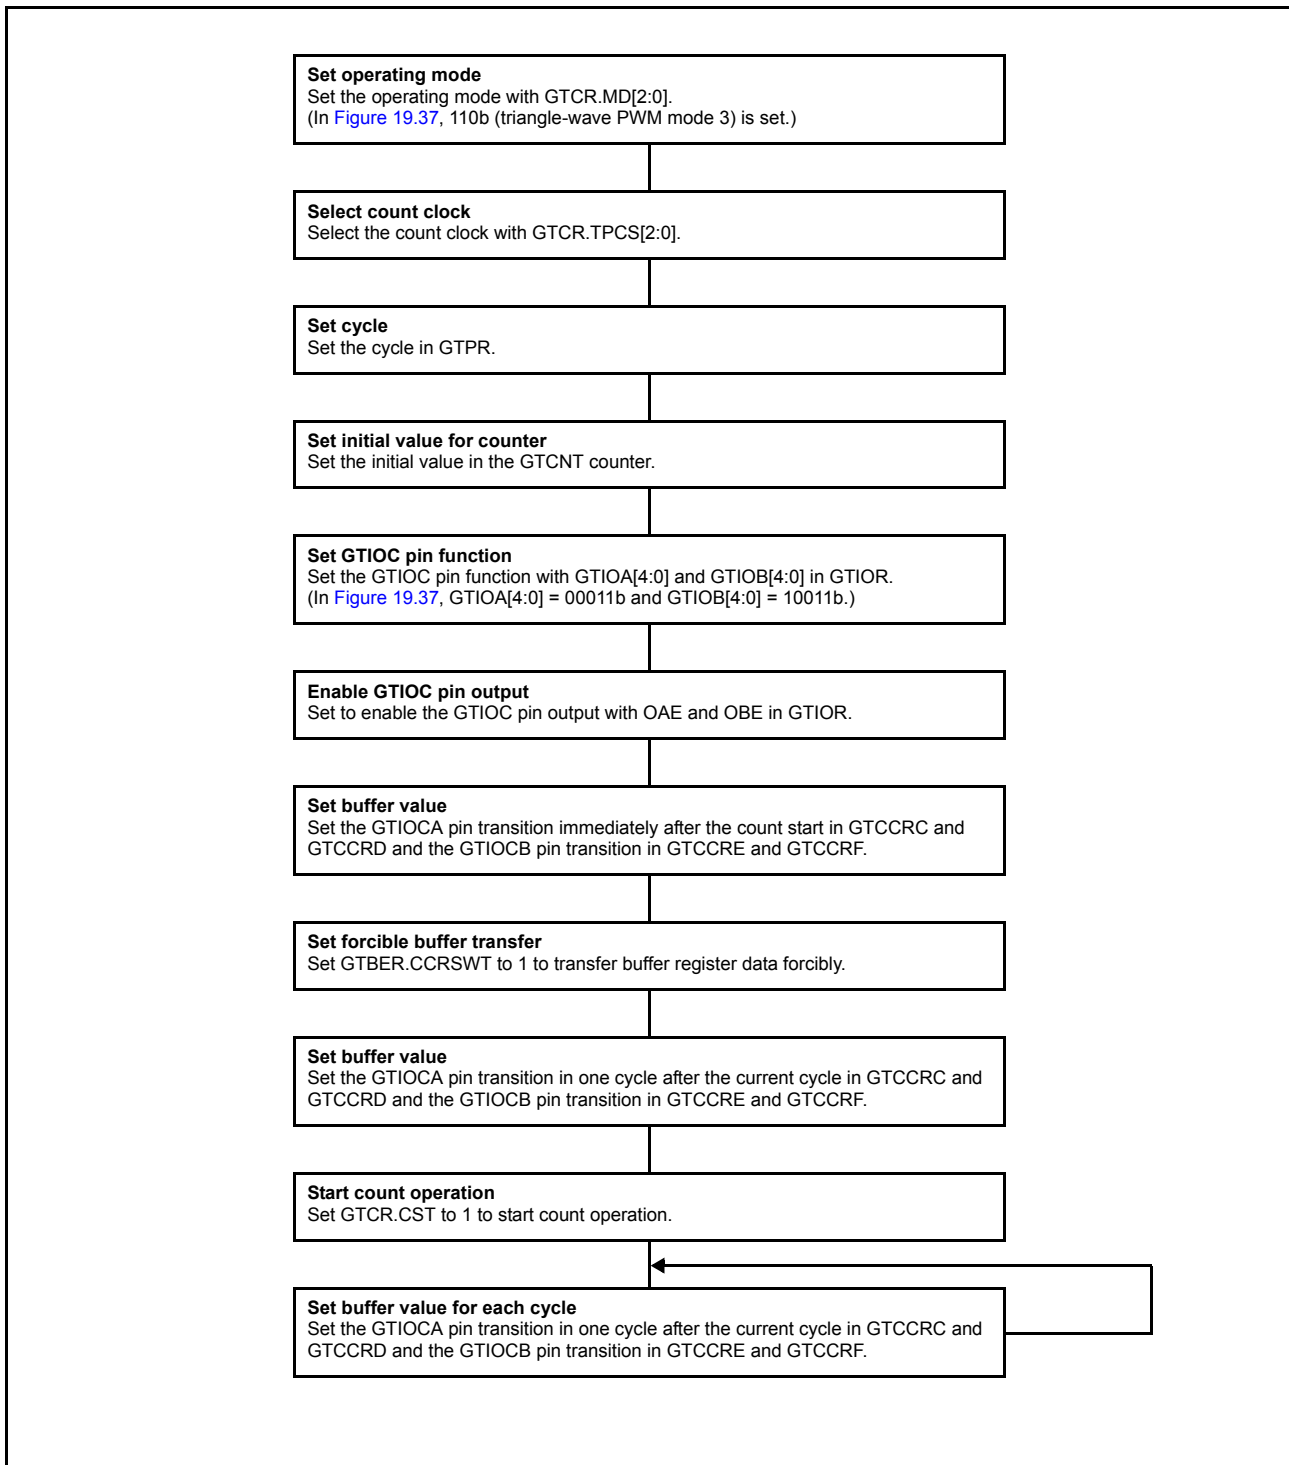 Set operating mode
Set the operating mode with GTCR.MD[2:0].
(In Figure 19.37, 110b (triangle-wave PWM mode 3) is set.)
Select count clock
Select the count clock with GTCR.TPCS[2:0].
Set cycle
Set the cycle in GTPR.
Set initial value for counter
Set the initial value in the GTCNT counter.
Set GTIOC pin function
Set the GTIOC pin function with GTIOA[4:0] and GTIOB[4:0] in GTIOR.
(In Figure 19.37, GTIOA[4:0] = 00011b and GTIOB[4:0] = 10011b.)
Enable GTIOC pin output
Set to enable the GTIOC pin output with OAE and OBE in GTIOR.
Set buffer value
Set the GTIOCA pin transition immediately after the count start in GTCCRC and
GTCCRD and the GTIOCB pin transition in GTCCRE and GTCCRF.
Set forcible buffer transfer
Set GTBER.CCRSWT to 1 to transfer buffer register data forcibly.
Set buffer value
Set the GTIOCA pin transition in one cycle after the current cycle in GTCCRC and
GTCCRD and the GTIOCB pin transition in GTCCRE and GTCCRF.
Start count operation
Set GTCR.CST to 1 to start count operation.
Set buffer value for each cycle
Set the GTIOCA pin transition in one cycle after the current cycle in GTCCRC and
GTCCRD and the GTIOCB pin transition in GTCCRE and GTCCRF.